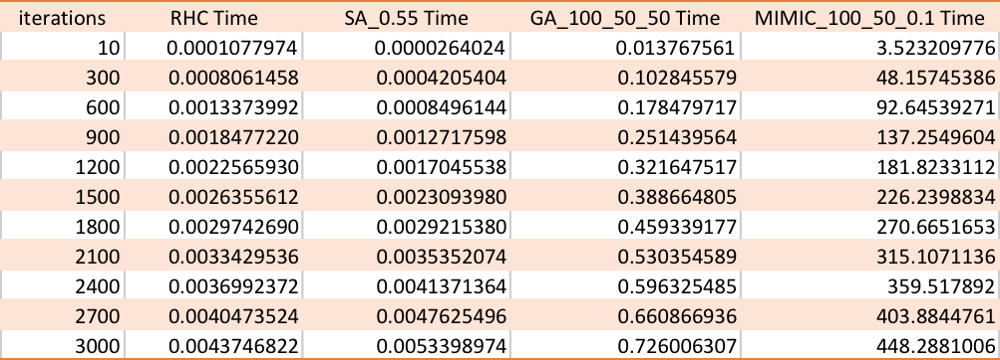 iterations RHC Time SA_0.55 Time GA_100_50_50 Time MIMIC_100_50_0.1 Time
10 0.0001077974 0.0000264024 0.013767561 3.523209776
300 0.0008061458 0.0004205404 0.102845579 48.15745386
600 0.0013373992 0.0008496144 0.178479717 92.64539271
900 0.0018477220 0.0012717598 0.251439564 137.2549604
1200 0.0022565930 0.0017045538 0.321647517 181.8233112
1500 0.0026355612 0.0023093980 0.388664805 226.2398834
1800 0.0029742690 0.0029215380 0.459339177 270.6651653
2100 0.0033429536 0.0035352074 0.530354589 315.1071136
2400 0.0036992372 0.0041371364 0.596325485 359.517892
2700 0.0040473524 0.0047625496 0.660866936 403.8844761
3000 0.0043746822 0.0053398974 0.726006307 448.2881006